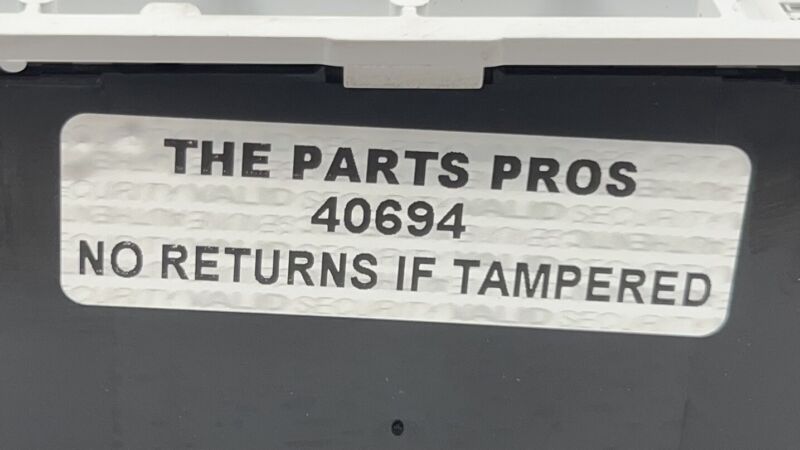 THE PARTS PROS
40694
NO RETURNS IF TAMPERED